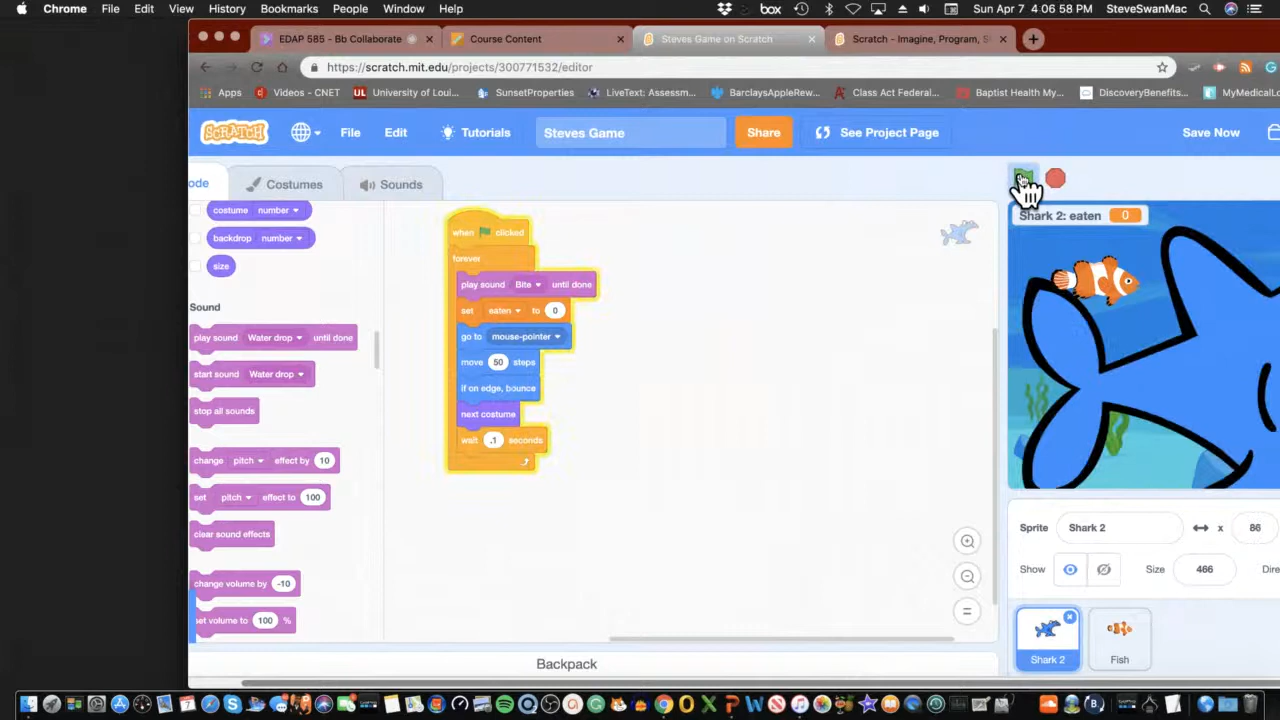 Chrome File Edit View History Bookmarks People Window Help box Sun Apr 7 4:06:58 PM SteveSwanMac
EDAP 585 - Bb Collaborate Course Content Steves Game on Scratch Scratch - Imagine, Program, S
https://scratch.mit.edu/projects/300771532/editor
Apps Videos - CNET University of Loui... SunsetProperties LiveText: Assessm... BarclaysAppleRew... Class Act Federal... Baptist Health My... DiscoveryBenefits... MyMedicalLo
SCRATCH File Edit Tutorials Steves Game Share See Project Page Save Now
ode Costumes Sounds
costume number
backdrop number
size
Sound
play sound Water drop until done
start sound Water drop
stop all sounds
change pitch effect by 10
set pitch effect to 100
clear sound effects
change volume by -10
set volume to 100 %
when clicked
forever
play sound Bite until done
set eaten to 0
go to mouse-pointer
move 50 steps
if on edge, bounce
next costume
wait .1 seconds
Shark 2: eaten 0
Sprite Shark 2 x 86
Show Size 466 Dire
Shark 2 Fish
Backpack